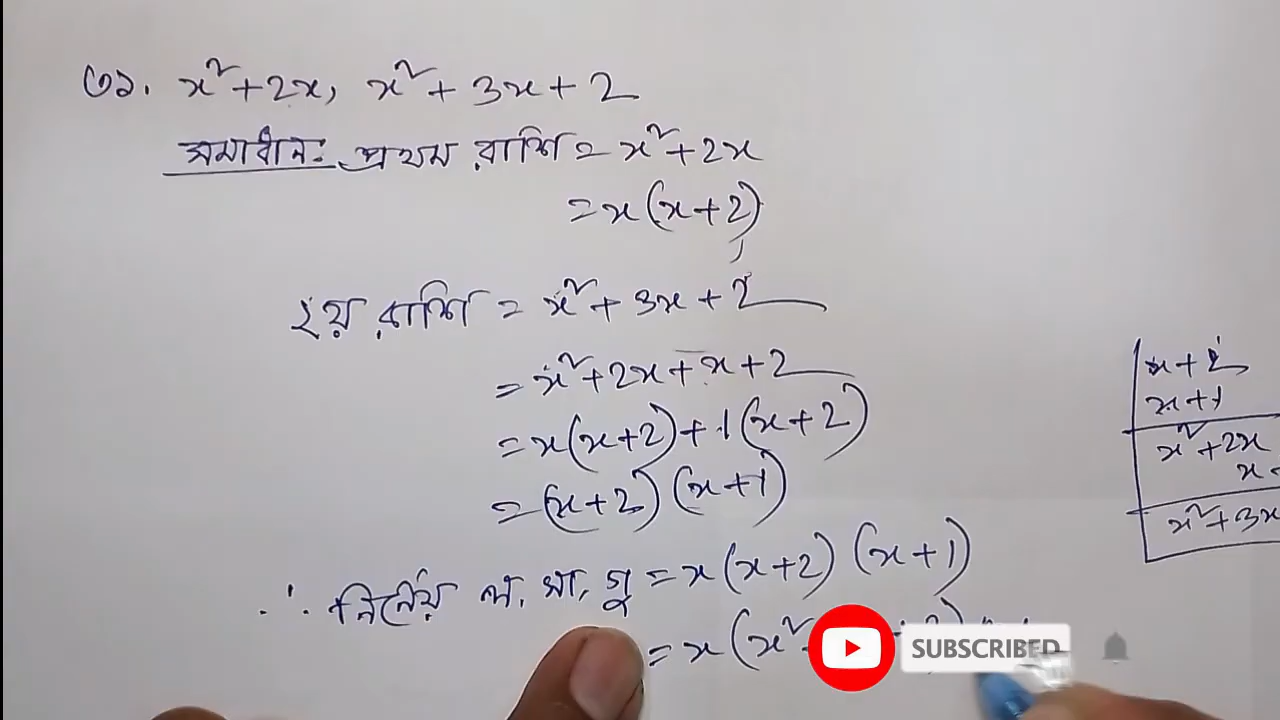 ৩১. x²+2x, x²+3x+2
সমাধান: প্রথম রাশি = x²+2x
= x(x+2)
২য় রাশি = x²+3x+2
= x²+2x+x+2
= x(x+2)+1(x+2)
= (x+2)(x+1)
∴ নির্ণেয় ল. সা. গু = x(x+2)(x+1)
= x(x²
SUBSCRIBED
x+2
x+1
x²+2x
x
x²+3x